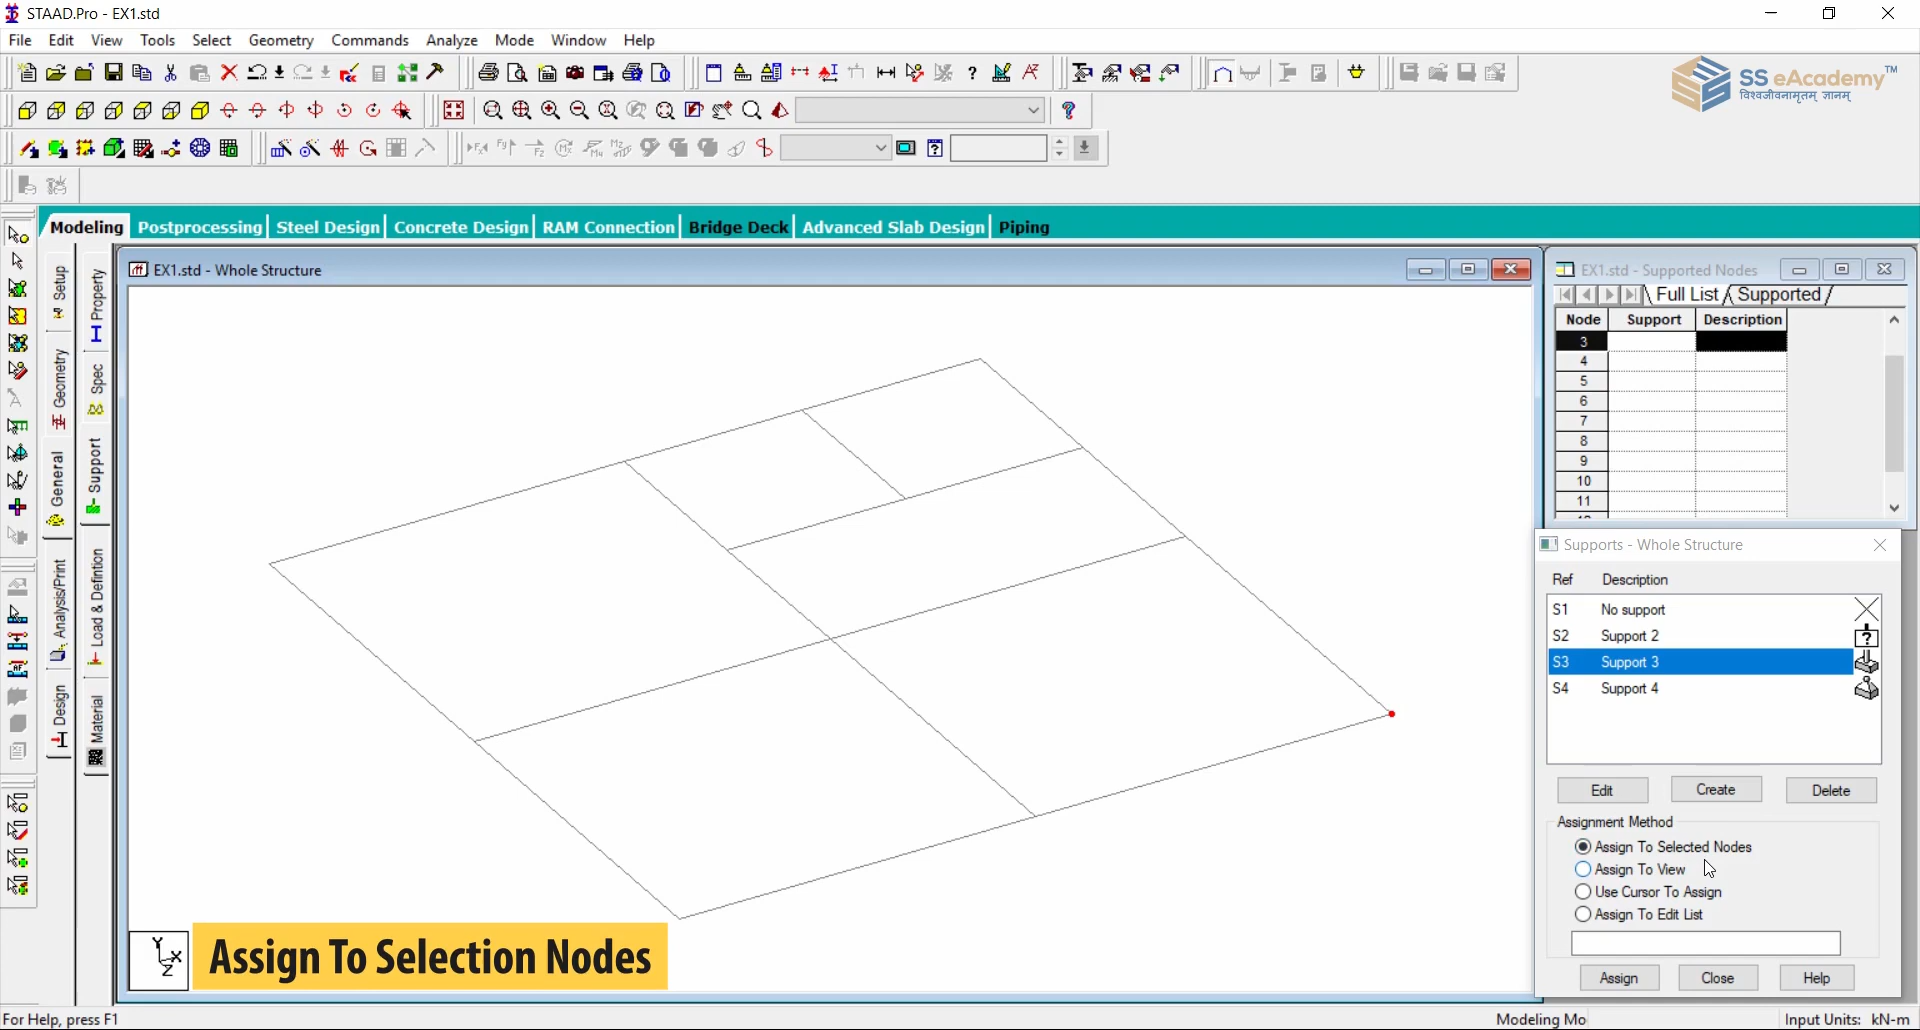 STAAD.Pro - EX1.std
File Edit View Tools Select Geometry Commands Analyze Mode Window Help
SS eAcademy™
विश्वजीवनामृतम् ज्ञानम्
Modeling Postprocessing Steel Design Concrete Design RAM Connection Bridge Deck Advanced Slab Design Piping
Setup
Geometry
General
Analysis/Print
Design
Property
Spec
Support
Load & Definition
Material
EX1.std - Whole Structure
EX1.std - Supported Nodes
Full List Supported
Node Support Description
3
4
5
6
7
8
9
10
11
Supports - Whole Structure
Ref Description
S1 No support
S2 Support 2
S3 Support 3
S4 Support 4
Edit Create Delete
Assignment Method
Assign To Selected Nodes
Assign To View
Use Cursor To Assign
Assign To Edit List
Assign Close Help
Y
X
Z
Assign To Selection Nodes
For Help, press F1
Modeling Mo
Input Units: kN-m